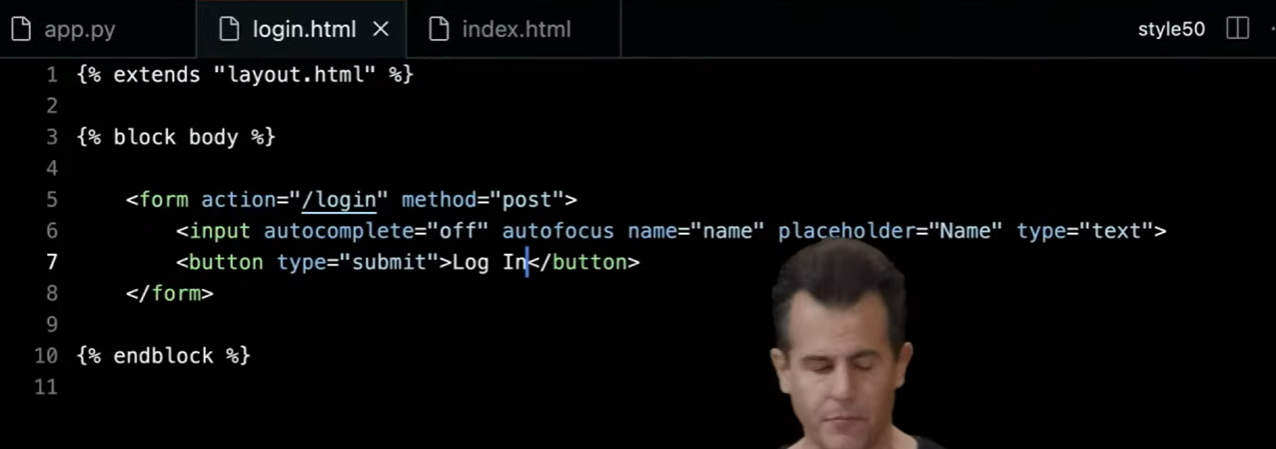 app.py login.html index.html style50
1 {% extends "layout.html" %}
2
3 {% block body %}
4
5 <form action="/login" method="post">
6 <input autocomplete="off" autofocus name="name" placeholder="Name" type="text">
7 <button type="submit">Log In</button>
8 </form>
9
10 {% endblock %}
11